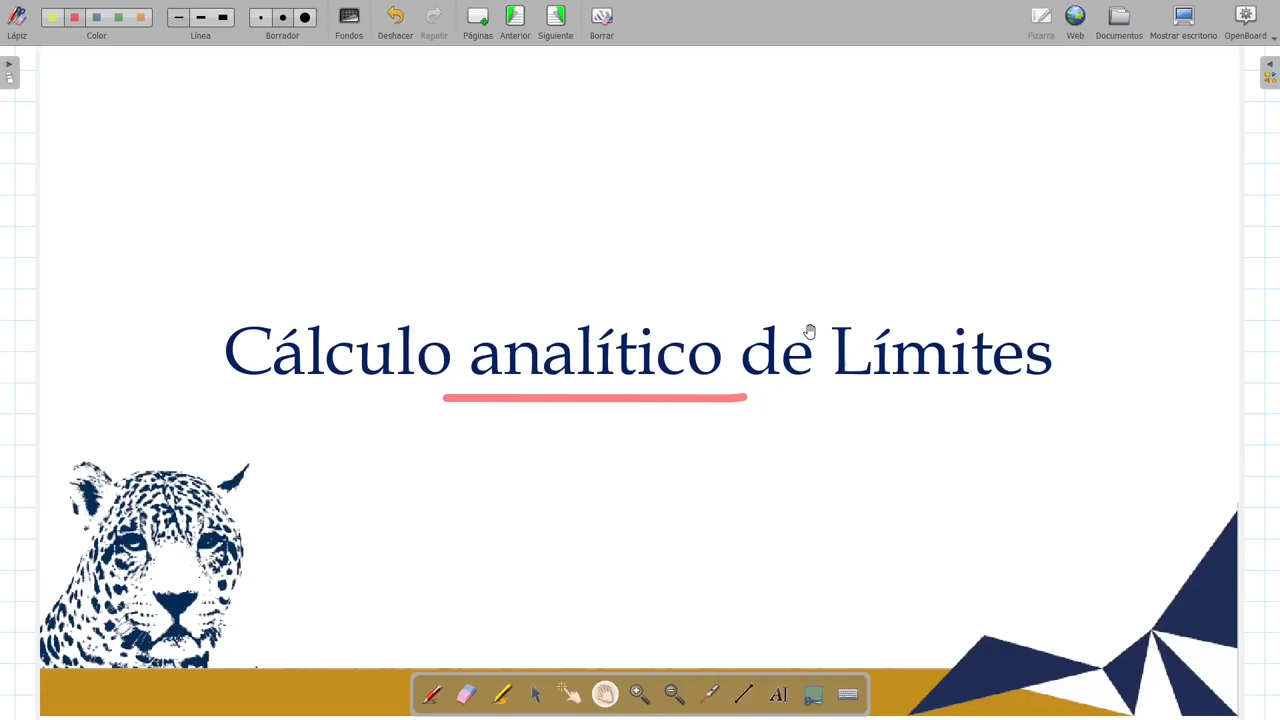 Lápiz
Color
Línea
Borrador
Fondos
Deshacer
Repetir
Páginas
Anterior
Siguiente
Borrar
Pizarra
Web
Documentos
Mostrar escritorio
OpenBoard
Cálculo analítico de Límites
AI